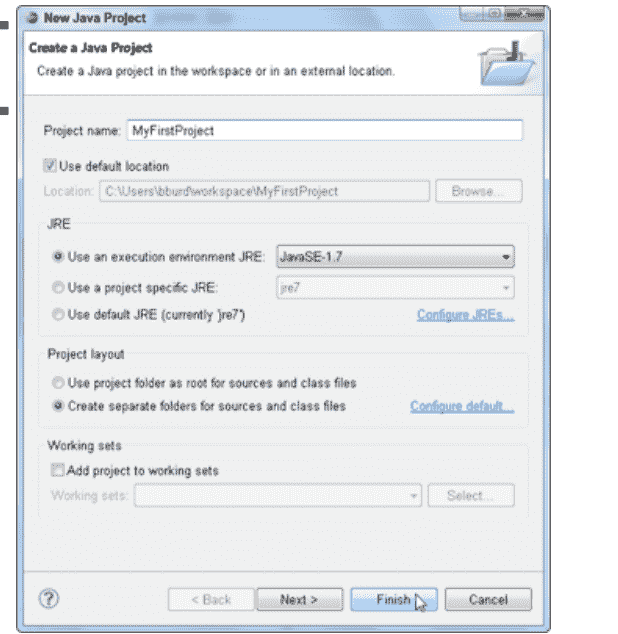 New Java Project
Create a Java Project
Create a Java project in the workspace or in an external location.
Project name: MyFirstProject
Use default location
Location: C:\Users\bburd\workspace\MyFirstProject Browse...
JRE
Use an execution environment JRE: JavaSE-1.7
Use a project specific JRE: jre7
Use default JRE (currently 'jre7') Configure JREs...
Project layout
Use project folder as root for sources and class files
Create separate folders for sources and class files Configure default...
Working sets
Add project to working sets
Working sets: Select...
? < Back Next > Finish Cancel